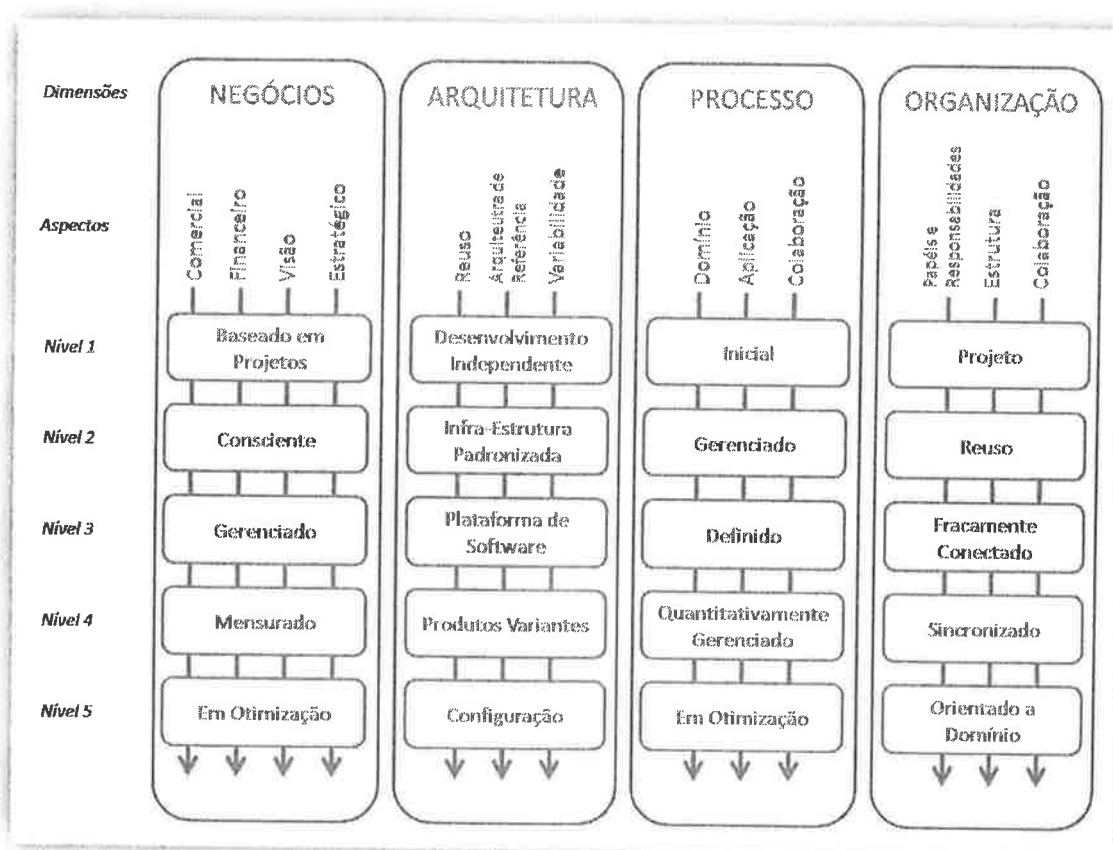 Dimensões
NEGÓCIOS
ARQUITETURA
PROCESSO
ORGANIZAÇÃO
Aspectos
Comercial
Financeiro
Visão
Estratégico
Reuso
Arquiteutra de
Referência
Variabilidade
Domínio
Aplicação
Colaboração
Papéis e
Responsabilidades
Estrutura
Colaboração
Nível 1
Baseado em
Projetos
Desenvolvimento
Independente
Inicial
Projeto
Nível 2
Consciente
Infra-Estrutura
Padronizada
Gerenciado
Reuso
Nível 3
Gerenciado
Plataforma de
Software
Definido
Fracamente
Conectado
Nível 4
Mensurado
Produtos Variantes
Quantitativamente
Gerenciado
Sincronizado
Nível 5
Em Otimização
Configuração
Em Otimização
Orientado a
Domínio